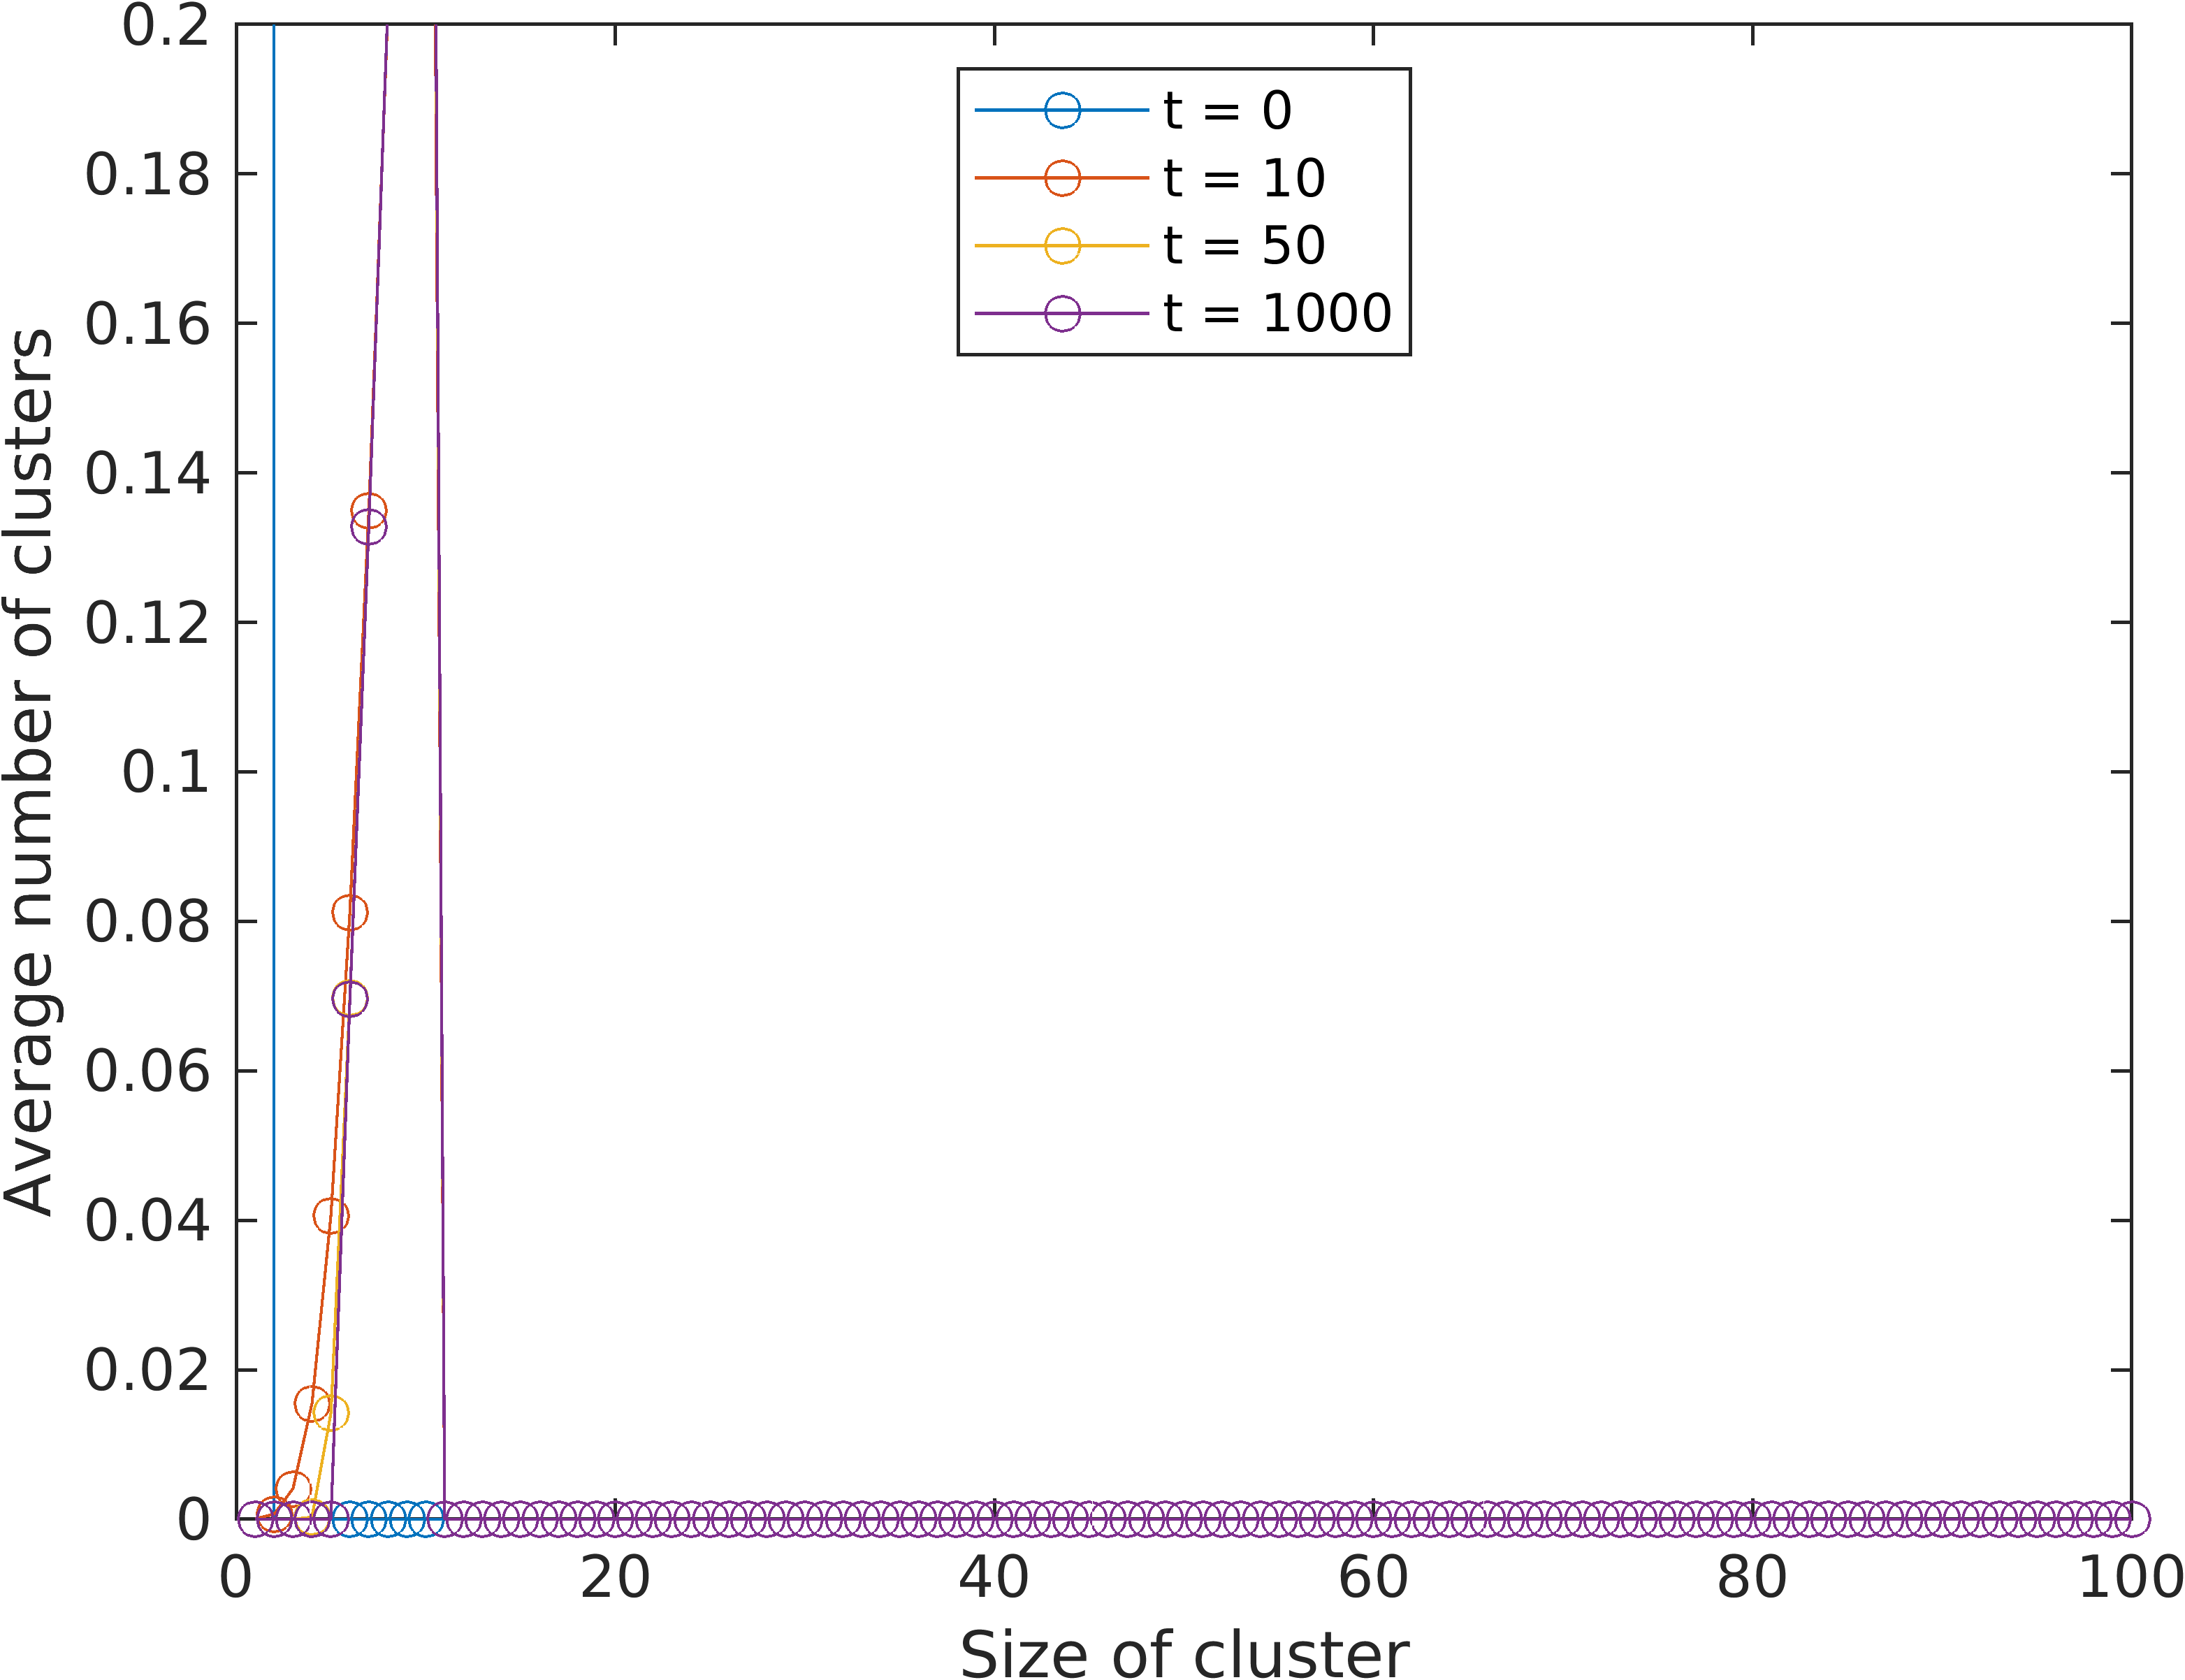 0.2
0.18
0.16
0.14
0.12
0.1
0.08
0.06
0.04
0.02
0
Average number of clusters
t = 0
t = 10
t = 50
t = 1000
0 20 40 60 80 100
Size of cluster